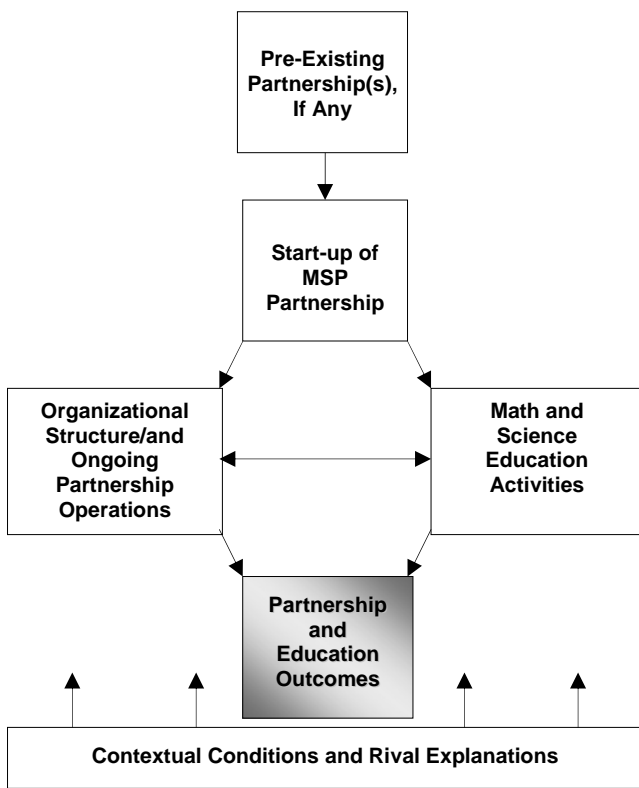 Pre-Existing
Partnership(s),
If Any
Start-up of
MSP
Partnership
Organizational
Structure/and
Ongoing
Partnership
Operations
Math and
Science
Education
Activities
Partnership
and
Education
Outcomes
Contextual Conditions and Rival Explanations